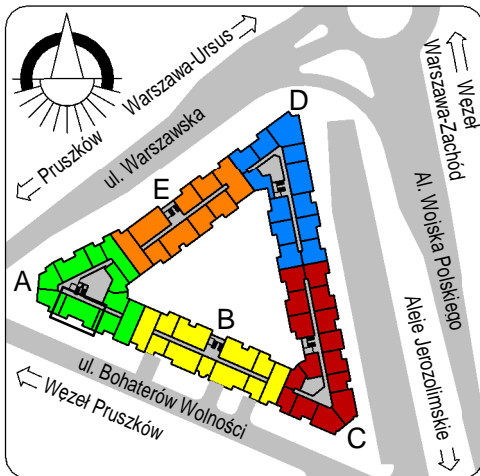 Warszawa-Ursus
Pruszków
ul. Warszawska
Węzeł
Warszawa-Zachód
Al. Wojska Polskiego
Aleje Jerozolimskie
D
E
A
B
C
ul. Bohaterów Wolności
Węzeł Pruszków